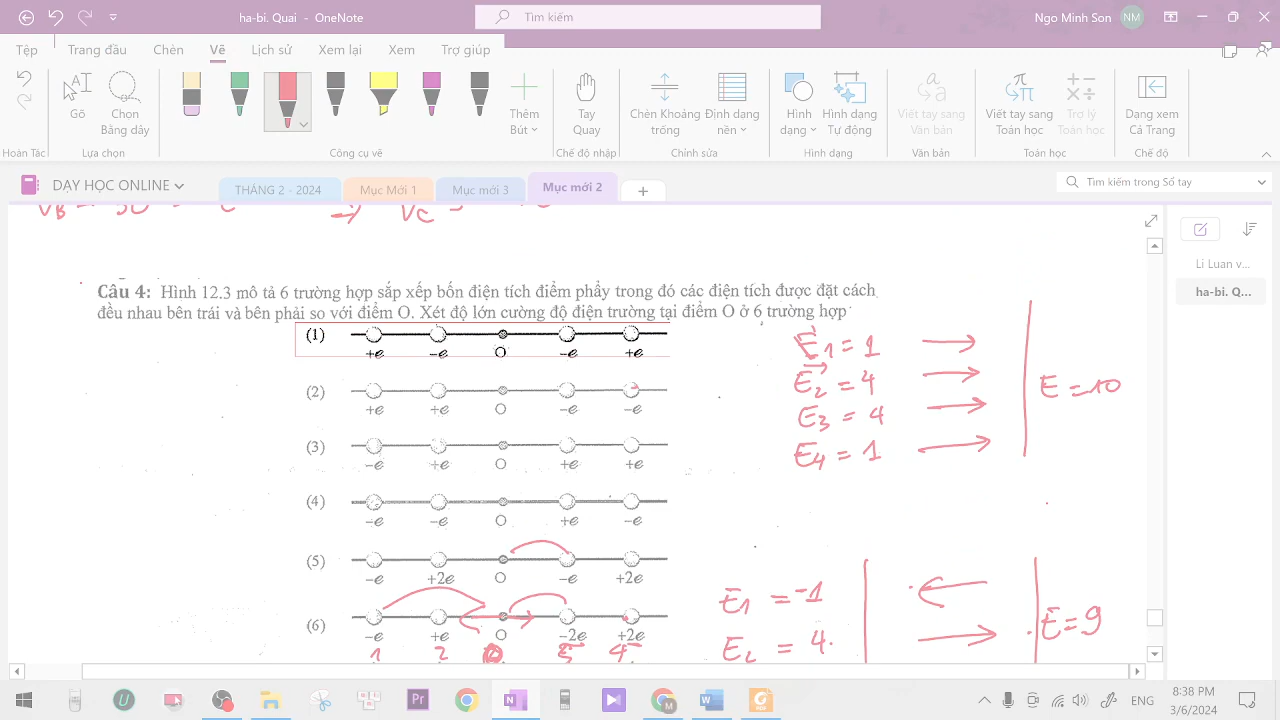 ha-bi. Quai - OneNote
Tìm kiếm
Ngo Minh Son NM
Tệp Trang đầu Chèn Vẽ Lịch sử Xem lại Xem Trợ giúp
Gõ Chọn Bảng dây Thêm Bút Tay Quay Chèn Khoảng trống Định dạng nền Hình dạng Hình dạng Tự động Viết tay sang Văn bản Viết tay sang Toán học Trợ lý Toán học Dạng xem Cả Trang
Hoàn Tác Lựa chọn Công cụ vẽ Chế độ nhập Chỉnh sửa Hình dạng Văn bản Toán học Chế độ
DẠY HỌC ONLINE THÁNG 2 - 2024 Mục Mới 1 Mục mới 3 Mục mới 2 + Tìm kiếm trong Sổ tay
Li Luan v...
ha-bi. Q...
Câu 4: Hình 12.3 mô tả 6 trường hợp sắp xếp bốn điện tích điểm phẩy trong đó các điện tích được đặt cách
đều nhau bên trái và bên phải so với điểm O. Xét độ lớn cường độ điện trường tại điểm O ở 6 trường hợp
(1)
+e −e O −e +e
(2)
+e +e O −e −e
(3)
−e +e O +e +e
(4)
−e −e O +e −e
(5)
−e +2e O −e +2e
(6)
−e +e O −2e +2e
1 2 3 4
E1 = 1
E2 = 4
E3 = 4
E4 = 1
E = 10
E1 = -1
E2 = 4
E = 9
ENG
8:38 PM
3/6/2024